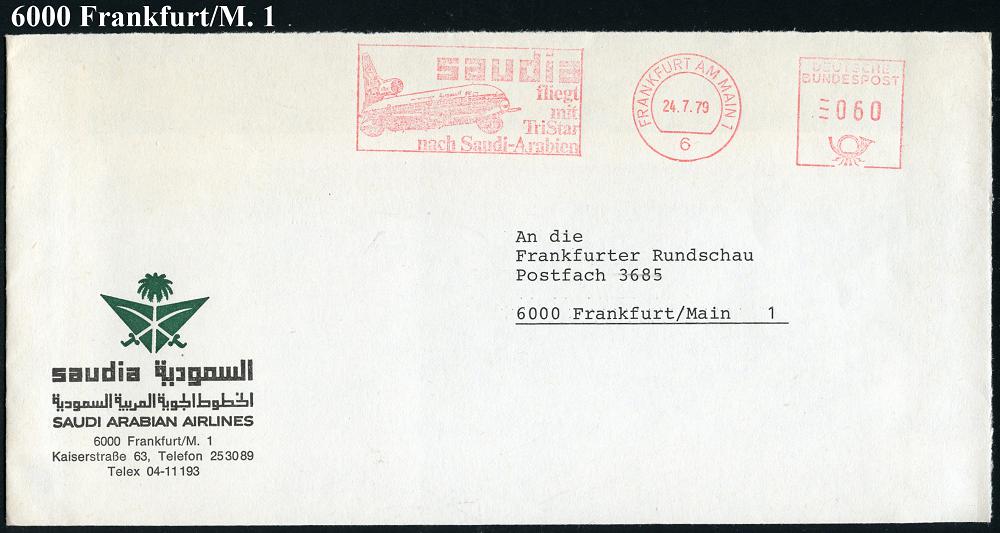 6000 Frankfurt/M. 1
saudia
fliegt
mit
TriStar
nach Saudi-Arabien
FRANKFURT AM MAIN 1
24.7.79
6
DEUTSCHE
BUNDESPOST
060
An die
Frankfurter Rundschau
Postfach 3685
6000 Frankfurt/Main 1
saudia السعودية
الخطوط الجوية العربية السعودية
SAUDI ARABIAN AIRLINES
6000 Frankfurt/M. 1
Kaiserstraße 63, Telefon 253089
Telex 04-11193